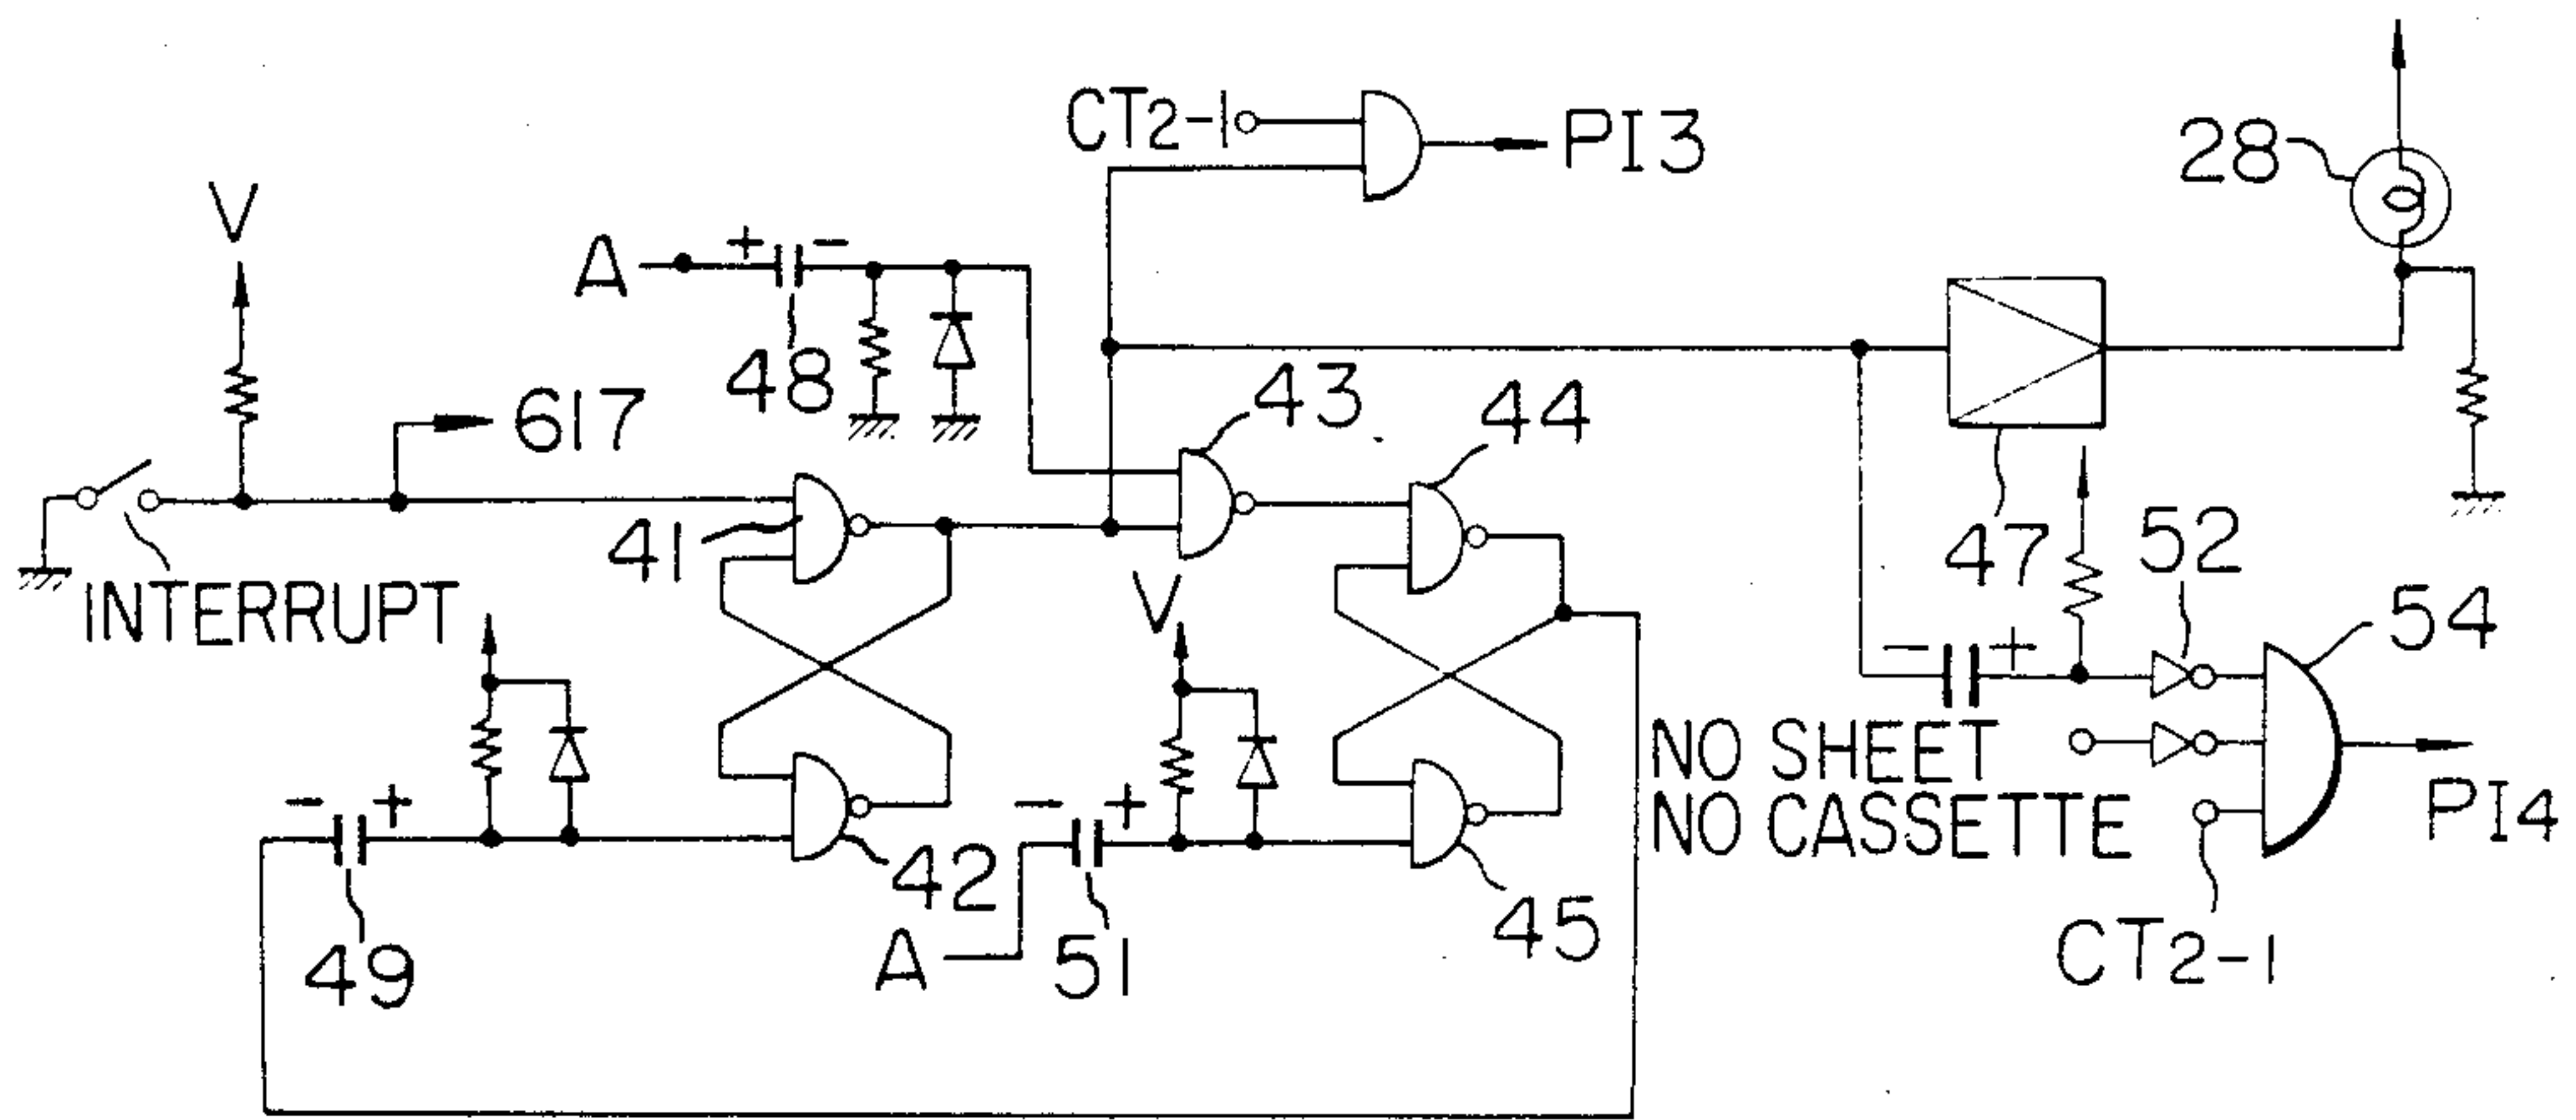 CT2-1
PI3
28
V
A
+ -
48
617
43
44
41
INTERRUPT
V
47
52
54
- +
NO SHEET
NO CASSETTE
PI4
- +
49
42
- +
A
51
45
CT2-1